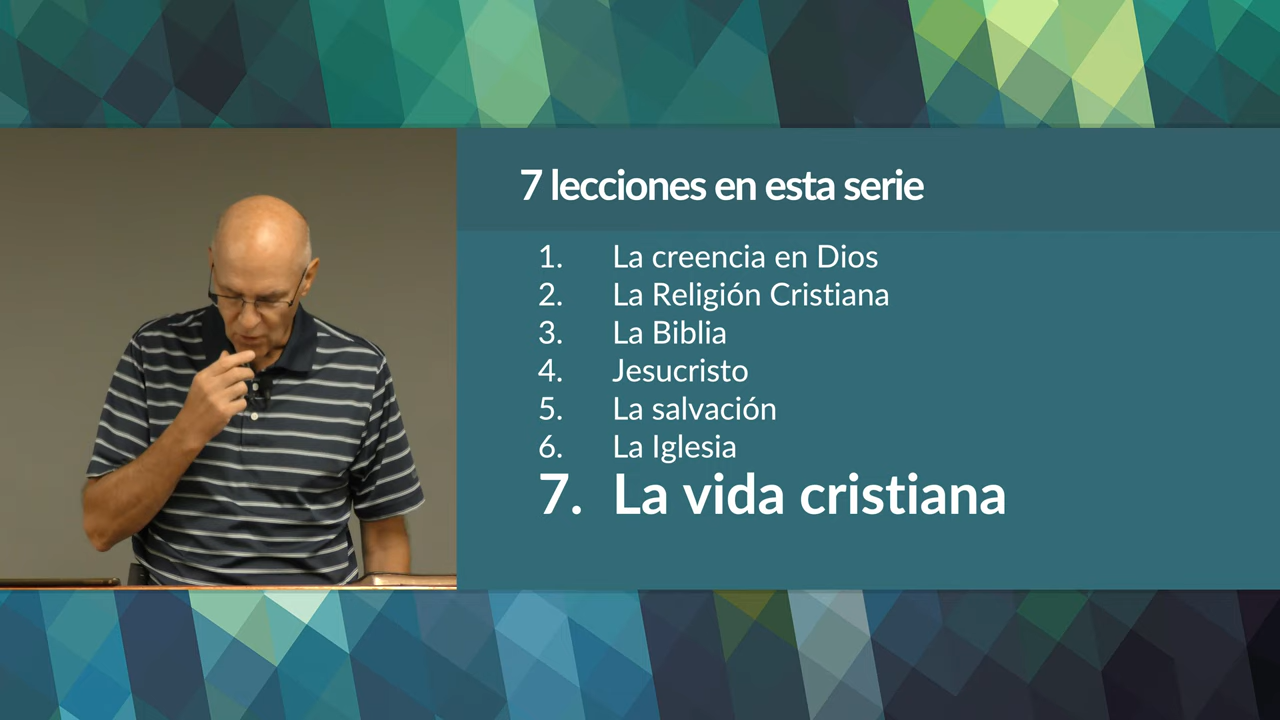 7 lecciones en esta serie
1. La creencia en Dios
2. La Religión Cristiana
3. La Biblia
4. Jesucristo
5. La salvación
6. La Iglesia
7. La vida cristiana